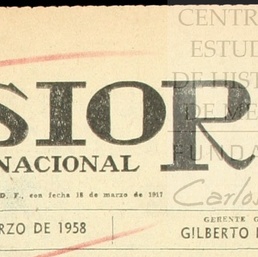 CENTR
ESTUD
DE HIST
DE ME
FUNDA
SIOR
NACIONAL
Carlos
D. F., con fecha 18 de marzo de 1917
GERENTE G
RZO DE 1958
GILBERTO